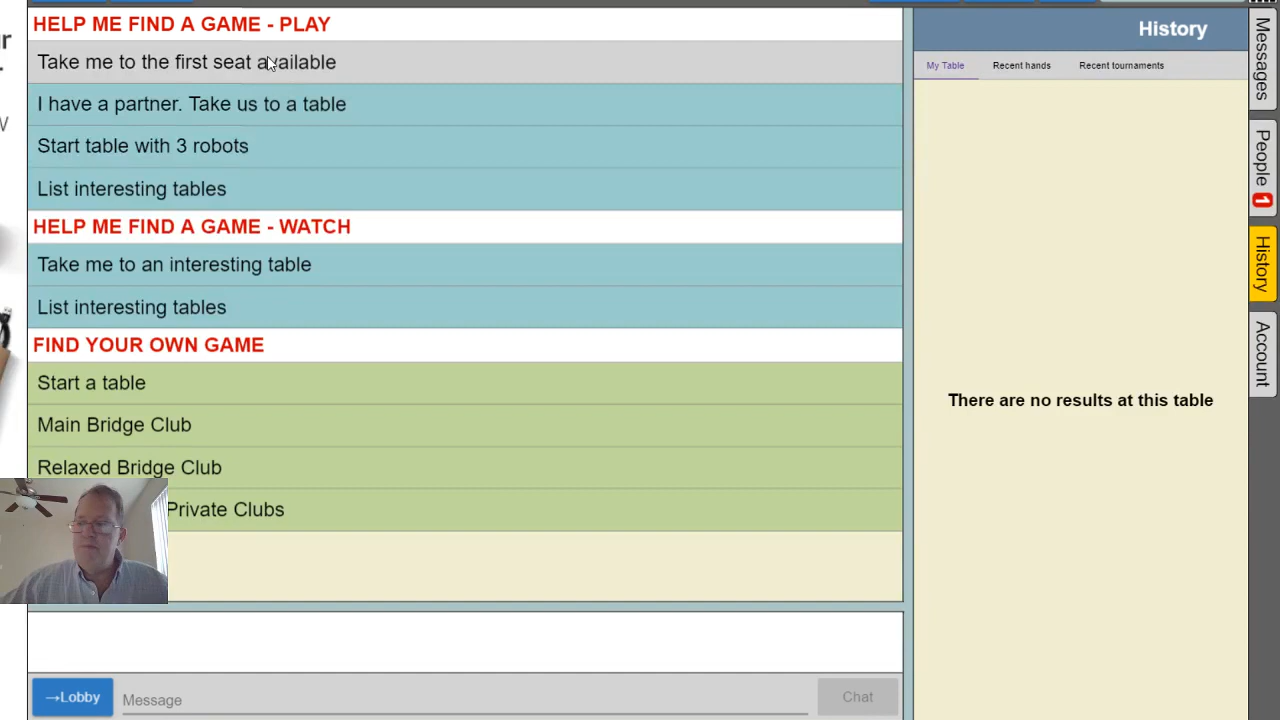 HELP ME FIND A GAME - PLAY
Take me to the first seat available
I have a partner. Take us to a table
Start table with 3 robots
List interesting tables
HELP ME FIND A GAME - WATCH
Take me to an interesting table
List interesting tables
FIND YOUR OWN GAME
Start a table
Main Bridge Club
Relaxed Bridge Club
Private Clubs
→Lobby
Message
Chat
History
My Table
Recent hands
Recent tournaments
There are no results at this table
Messages
People 1
History
Account